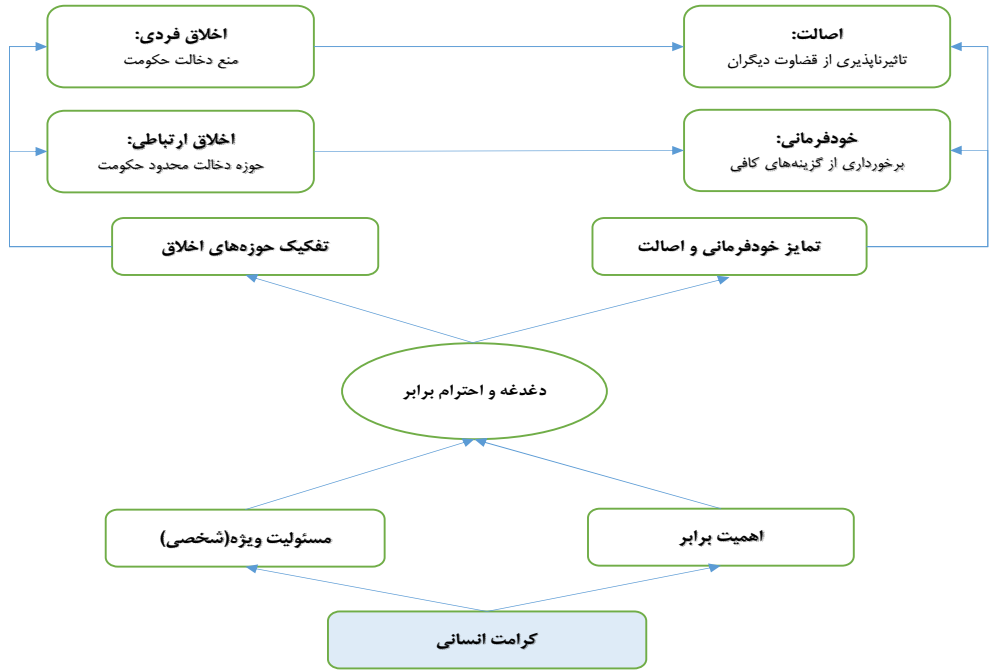 اصالت:
تاثیرناپذیری از قضاوت دیگران
اخلاق فردی:
منع دخالت حکومت
خودفرمانی:
برخورداری از گزینه‌های کافی
اخلاق ارتباطی:
حوزه دخالت محدود حکومت
تمایز خودفرمانی و اصالت
تفکیک حوزه‌های اخلاق
دغدغه و احترام برابر
اهمیت برابر
مسئولیت ویژه(شخصی)
کرامت انسانی